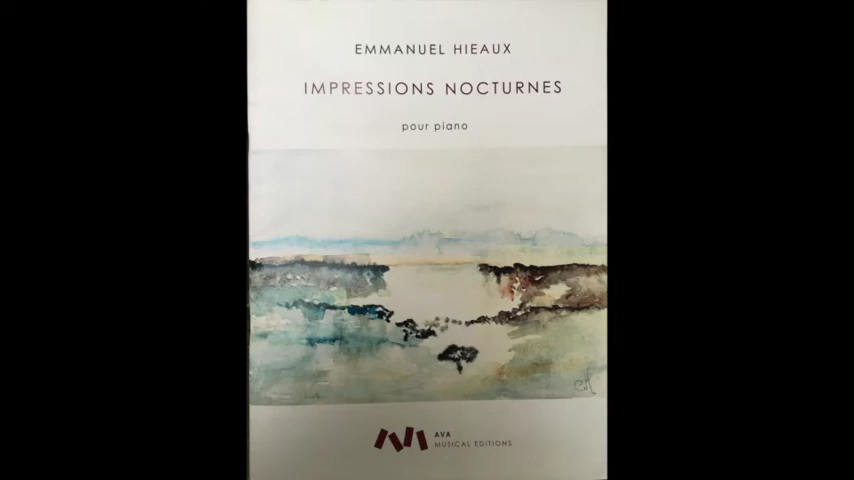 EMMANUEL HIEAUX
IMPRESSIONS NOCTURNES
pour piano
AVA
MUSICAL EDITIONS